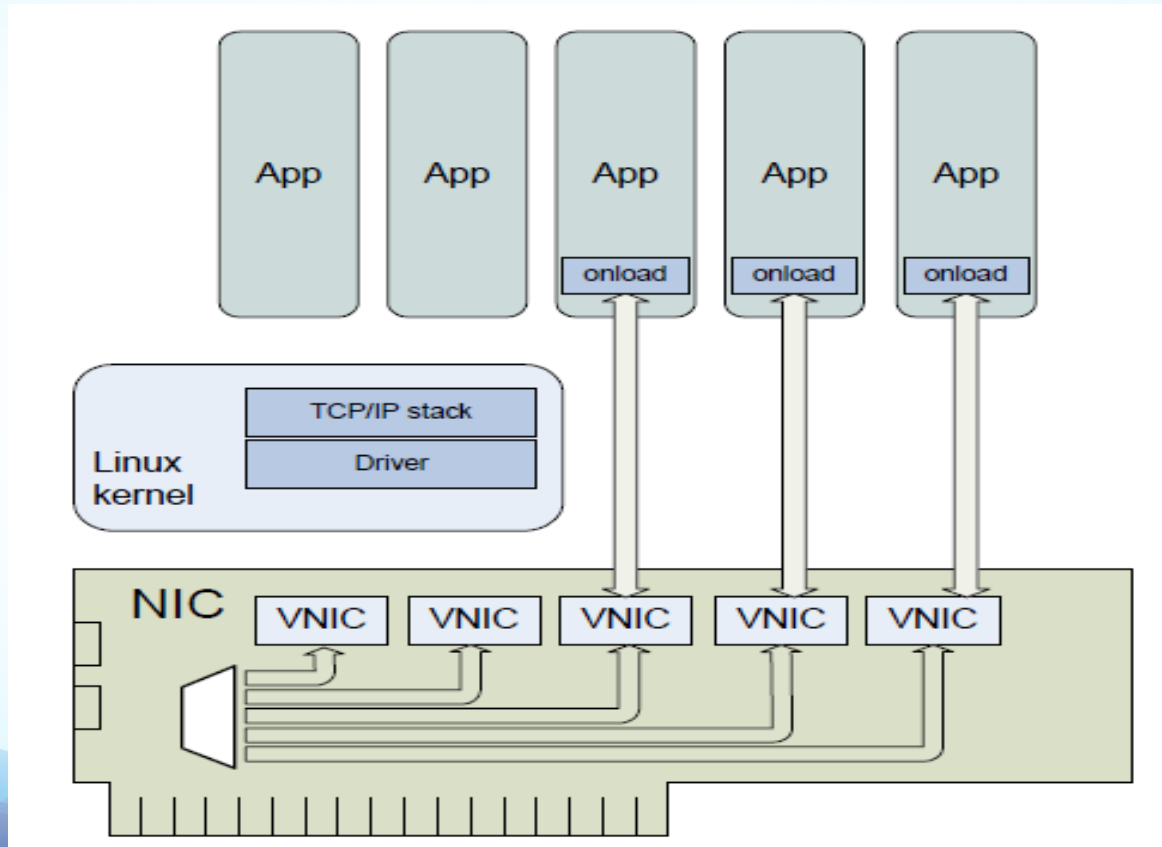 App
App
App
App
App
onload
onload
onload
TCP/IP stack
Driver
Linux
kernel
NIC
VNIC
VNIC
VNIC
VNIC
VNIC